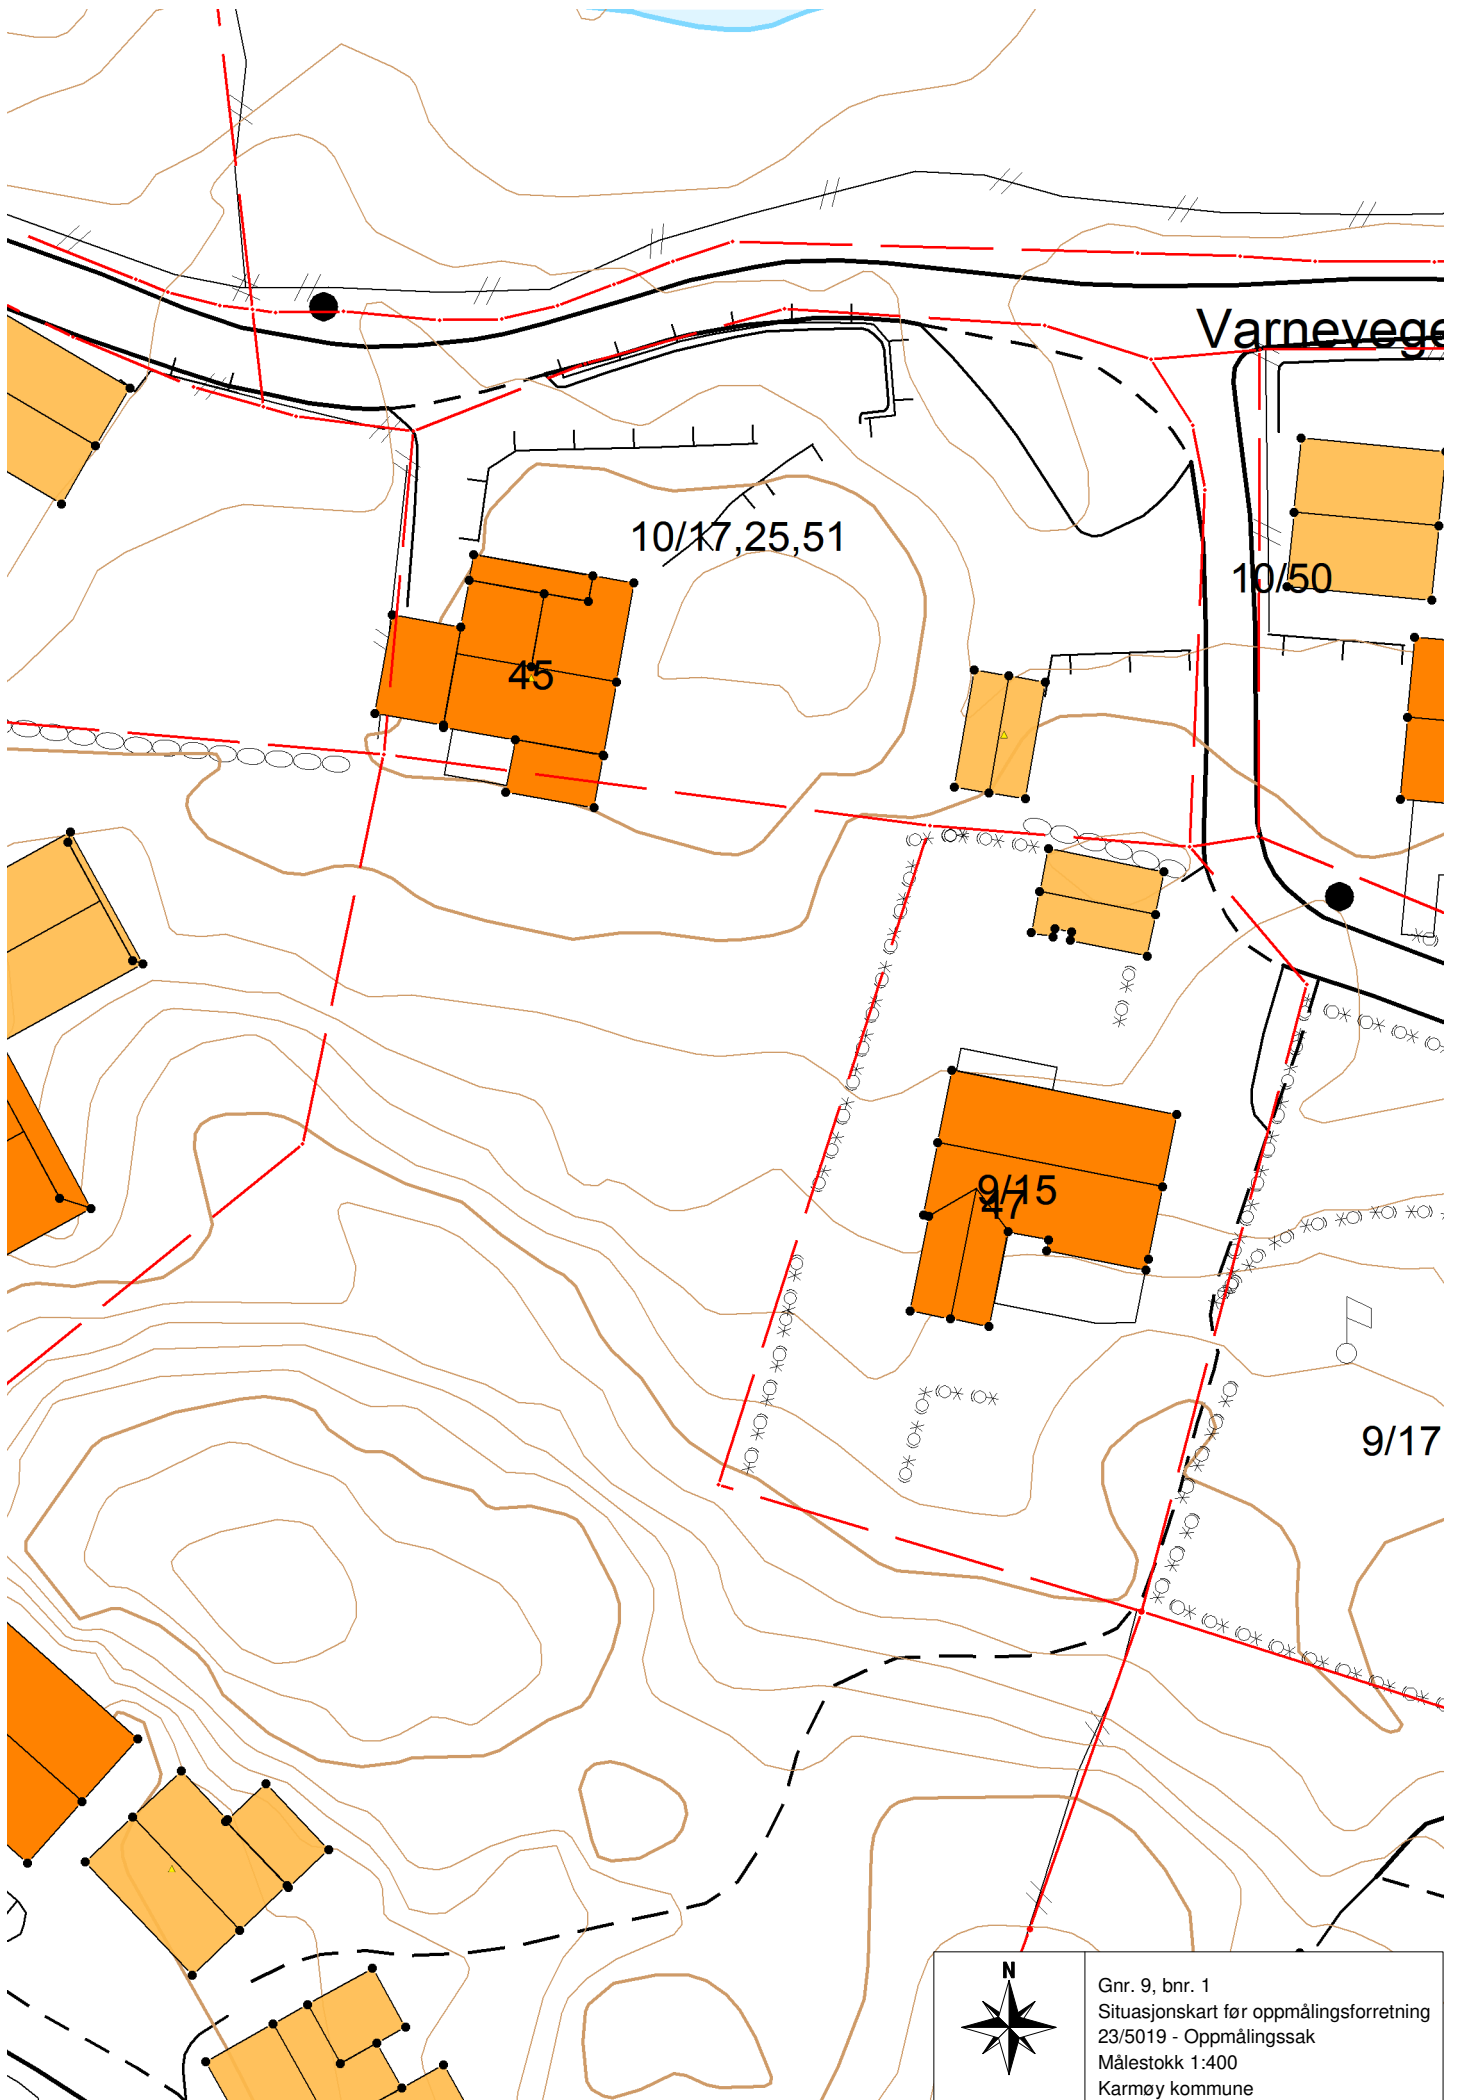 Varnevege
10/17,25,51
10/50
45
9/15
47
9/17
N
Gnr. 9, bnr. 1
Situasjonskart før oppmålingsforretning
23/5019 - Oppmålingssak
Målestokk 1:400
Karmøy kommune